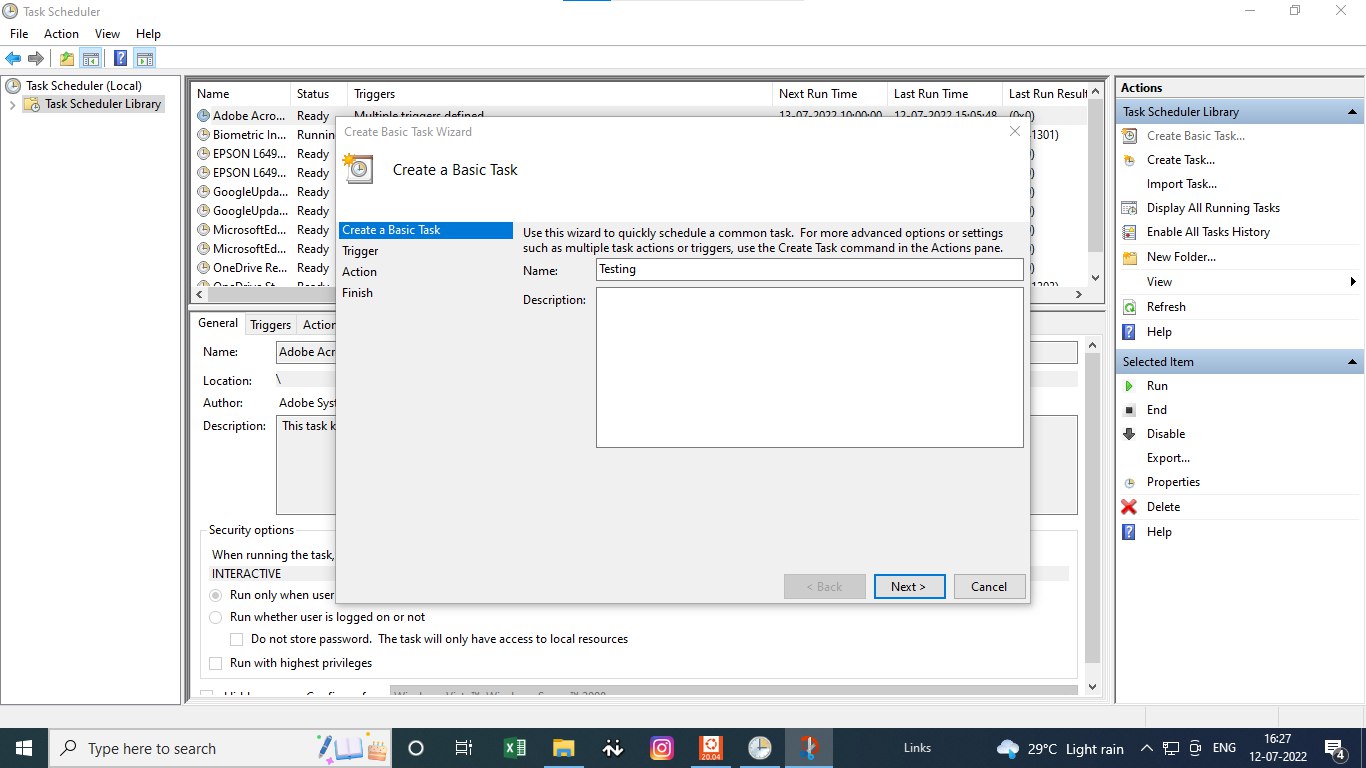 Task Scheduler
File Action View Help
Task Scheduler (Local)
Task Scheduler Library
Name Status Triggers Next Run Time Last Run Time Last Run Result
Adobe Acro... Ready Multiple triggers defined 13-07-2022 10:00:00 12-07-2022 15:05:48 (0x0)
Biometric In... Runnin 1301)
EPSON L649... Ready
EPSON L649... Ready
GoogleUpda... Ready
GoogleUpda... Ready
MicrosoftEd... Ready
MicrosoftEd... Ready
OneDrive Re... Ready
Create Basic Task Wizard
Create a Basic Task
Create a Basic Task
Trigger
Action
Finish
Use this wizard to quickly schedule a common task. For more advanced options or settings
such as multiple task actions or triggers, use the Create Task command in the Actions pane.
Name: Testing
Description:
< Back Next > Cancel
General Triggers Action
Name: Adobe Acr
Location: \
Author: Adobe Syst
Description: This task k
Security options
When running the task,
INTERACTIVE
Run only when user
Run whether user is logged on or not
Do not store password. The task will only have access to local resources
Run with highest privileges
Actions
Task Scheduler Library
Create Basic Task...
Create Task...
Import Task...
Display All Running Tasks
Enable All Tasks History
New Folder...
View
Refresh
Help
Selected Item
Run
End
Disable
Export...
Properties
Delete
Help
Type here to search
20.04
Links
29°C Light rain
ENG
16:27
12-07-2022
4